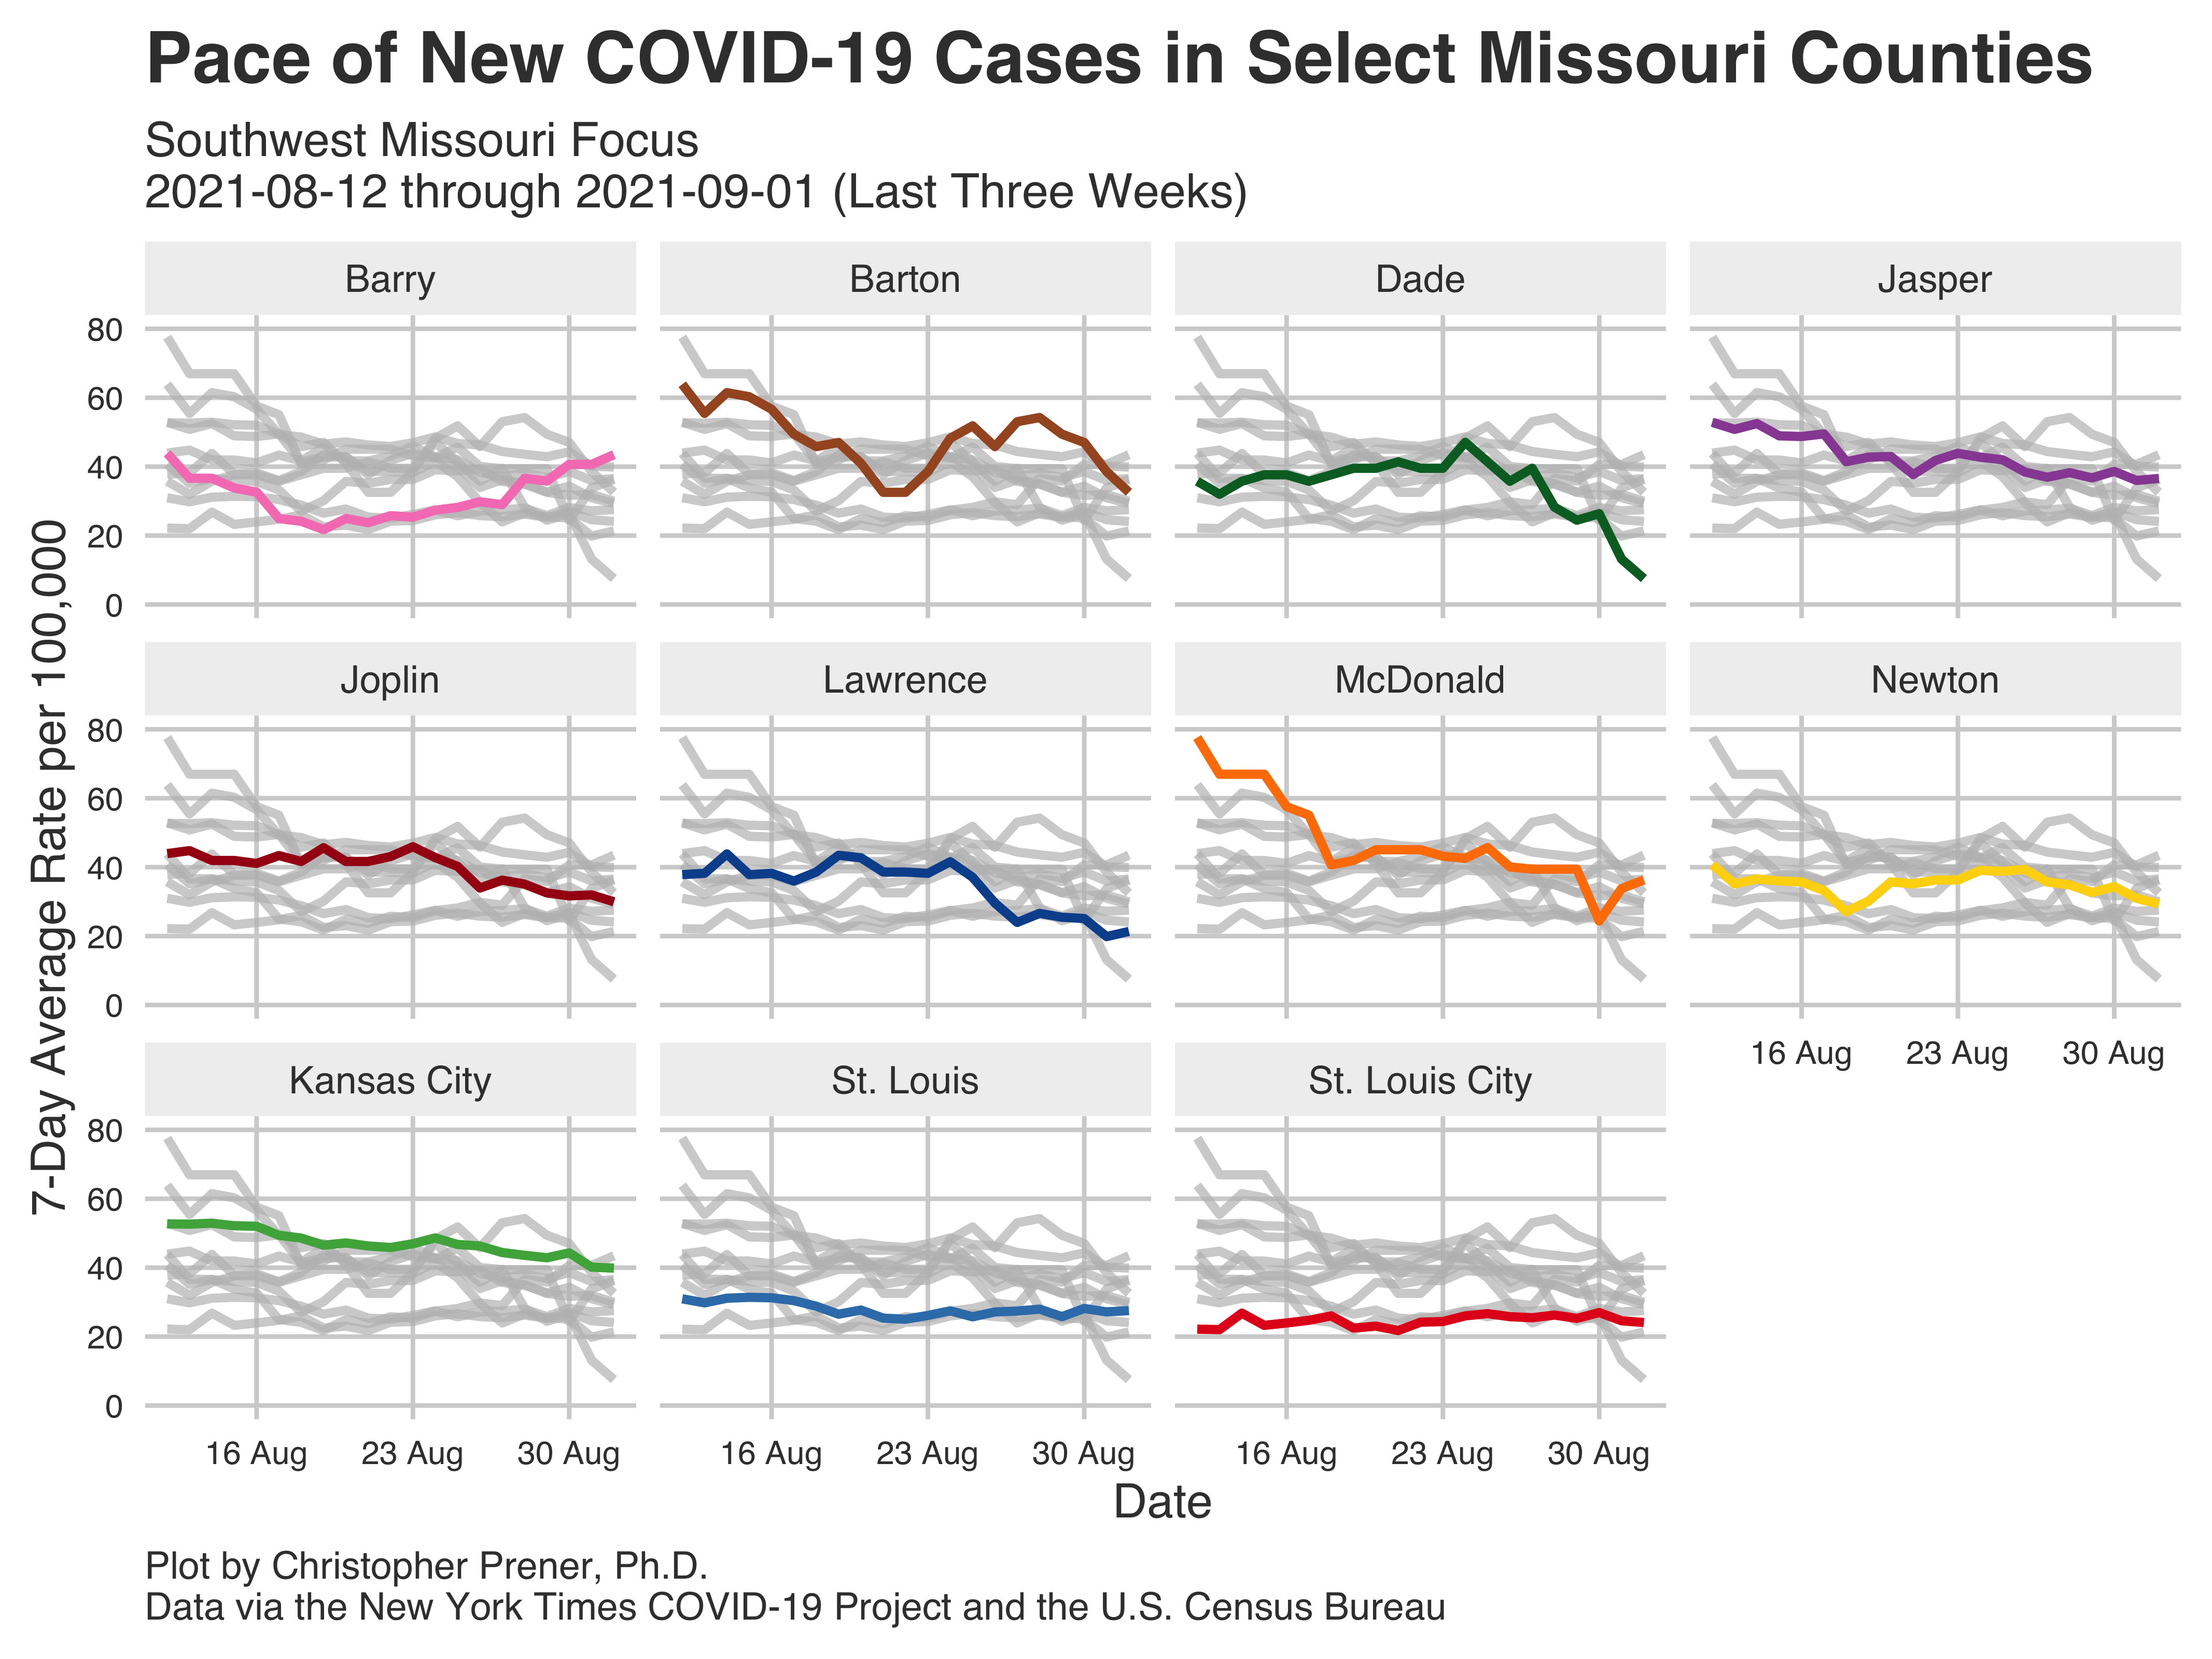 Pace of New COVID-19 Cases in Select Missouri Counties
Southwest Missouri Focus
2021-08-12 through 2021-09-01 (Last Three Weeks)
7-Day Average Rate per 100,000
Barry
Barton
Dade
Jasper
80
60
40
20
0
Joplin
Lawrence
McDonald
Newton
80
60
40
20
0
16 Aug
23 Aug
30 Aug
Kansas City
St. Louis
St. Louis City
80
60
40
20
0
16 Aug
23 Aug
30 Aug
16 Aug
23 Aug
30 Aug
16 Aug
23 Aug
30 Aug
Date
Plot by Christopher Prener, Ph.D.
Data via the New York Times COVID-19 Project and the U.S. Census Bureau